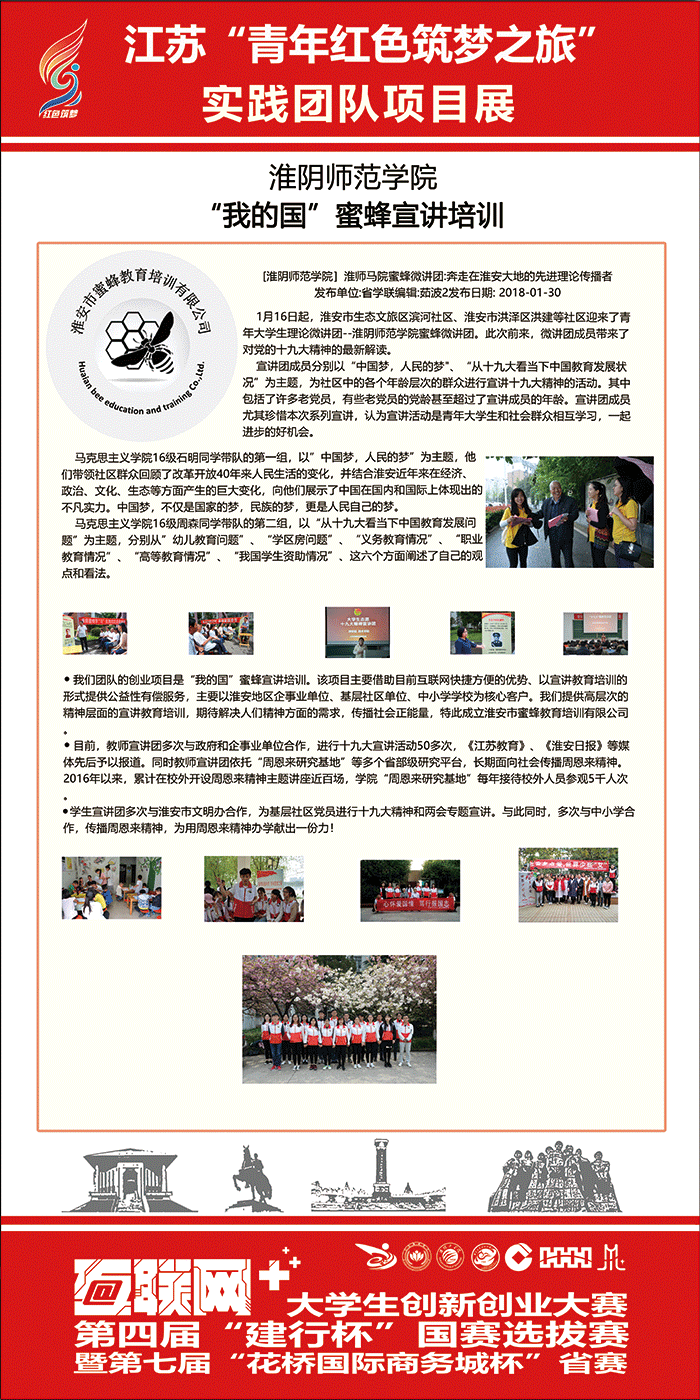 江苏“青年红色筑梦之旅”
实践团队项目展
红色筑梦
淮阴师范学院
“我的国”蜜蜂宣讲培训
淮安市蜜蜂教育培训有限公司
Huaian bee education and training Co.,Ltd.
[淮阴师范学院] 淮师马院蜜蜂微讲团:奔走在淮安大地的先进理论传播者
发布单位:省学联编辑:茹波2发布日期: 2018-01-30
1月16日起，淮安市生态文旅区滨河社区、淮安市洪泽区洪建等社区迎来了青
年大学生理论微讲团--淮阴师范学院蜜蜂微讲团。此次前来，微讲团成员带来了
对党的十九大精神的最新解读。
宣讲团成员分别以“中国梦，人民的梦"、“从十九大看当下中国教育发展状
况”为主题，为社区中的各个年龄层次的群众进行宣讲十九大精神的活动。其中
包括了许多老党员，有些老党员的党龄甚至超过了宣讲成员的年龄。宣讲团成员
尤其珍惜本次系列宣讲，认为宣讲活动是青年大学生和社会群众相互学习，一起
进步的好机会。
马克思主义学院16级石明同学带队的第一组，以”中国梦，人民的梦”为主题，他
们带领社区群众回顾了改革开放40年来人民生活的变化，并结合淮安近年来在经济、
政治、文化、生态等方面产生的巨大变化，向他们展示了中国在国内和国际上体现出的
不凡实力。中国梦，不仅是国家的梦，民族的梦，更是人民自己的梦。
马克思主义学院16级周森同学带队的第二组，以“从十九大看当下中国教育发展问
题”为主题，分别从”幼儿教育问题”、“学区房问题”、“义务教育情况”、“职业
教育情况”、“高等教育情况”、“我国学生资助情况”、这六个方面阐述了自己的观
点和看法。
大学生志愿
十九大精神宣讲团
●我们团队的创业项目是“我的国”蜜蜂宣讲培训。该项目主要借助目前互联网快捷方便的优势、以宣讲教育培训的
形式提供公益性有偿服务，主要以淮安地区企事业单位、基层社区单位、中小学学校为核心客户。我们提供高层次的
精神层面的宣讲教育培训，期待解决人们精神方面的需求，传播社会正能量，特此成立淮安市蜜蜂教育培训有限公司
。
●目前，教师宣讲团多次与政府和企事业单位合作，进行十九大宣讲活动50多次，《江苏教育》、《淮安日报》等媒
体先后予以报道。同时教师宣讲团依托“周恩来研究基地”等多个省部级研究平台，长期面向社会传播周恩来精神。
2016年以来，累计在校外开设周恩来精神主题讲座近百场，学院“周恩来研究基地”每年接待校外人员参观5千人次
。
●学生宣讲团多次与淮安市文明办合作，为基层社区党员进行十九大精神和两会专题宣讲。与此同时，多次与中小学合
作，传播周恩来精神，为用周恩来精神办学献出一份力！
心怀爱国情 笃行报国志
互联网++
大学生创新创业大赛
第四届“建行杯”国赛选拔赛
暨第七届“花桥国际商务城杯”省赛